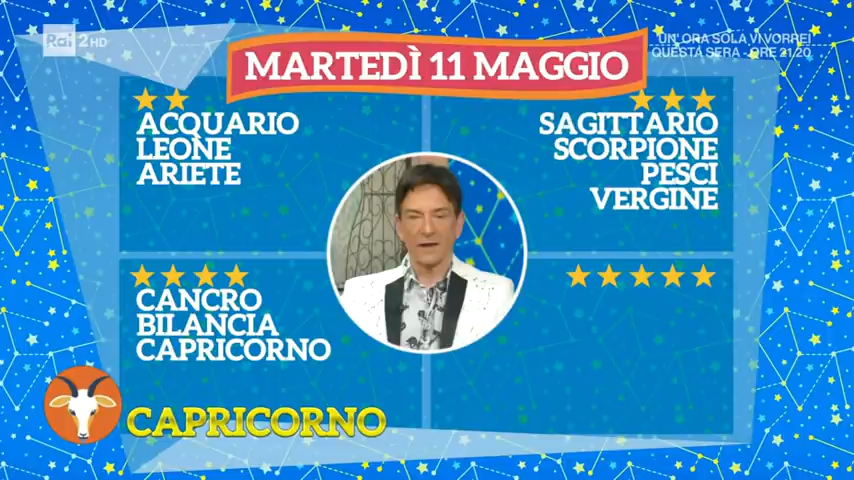 Rai 2HD
UN' ORA SOLA VI VORREI
QUESTA SERA - ORE 21.20
MARTEDÌ 11 MAGGIO
ACQUARIO
LEONE
ARIETE
SAGITTARIO
SCORPIONE
PESCI
VERGINE
CANCRO
BILANCIA
CAPRICORNO
CAPRICORNO